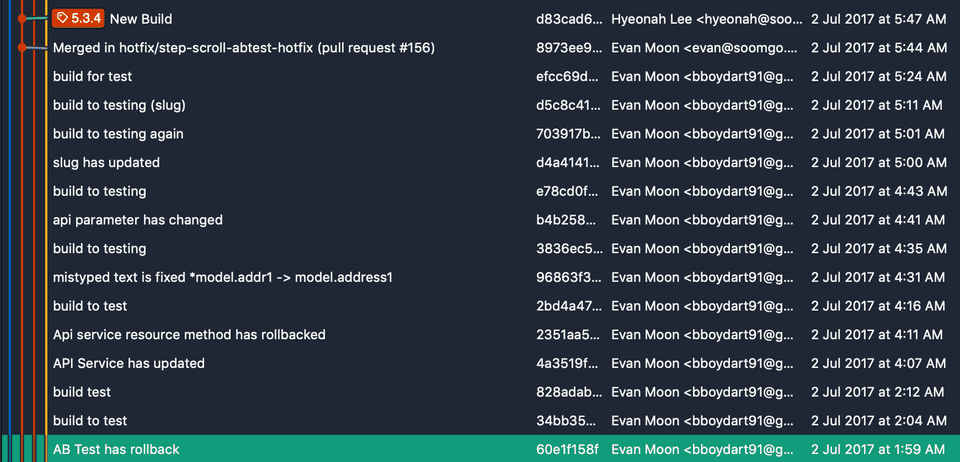 5.3.4 New Build d83cad6... Hyeonah Lee <hyeonah@soo... 2 Jul 2017 at 5:47 AM
Merged in hotfix/step-scroll-abtest-hotfix (pull request #156) 8973ee9... Evan Moon <evan@soomgo.... 2 Jul 2017 at 5:44 AM
build for test efcc69d... Evan Moon <bboydart91@g... 2 Jul 2017 at 5:24 AM
build to testing (slug) d5c8c41... Evan Moon <bboydart91@g... 2 Jul 2017 at 5:11 AM
build to testing again 703917b... Evan Moon <bboydart91@g... 2 Jul 2017 at 5:01 AM
slug has updated d4a4141... Evan Moon <bboydart91@g... 2 Jul 2017 at 5:00 AM
build to testing e78cd0f... Evan Moon <bboydart91@g... 2 Jul 2017 at 4:43 AM
api parameter has changed b4b258... Evan Moon <bboydart91@g... 2 Jul 2017 at 4:41 AM
build to testing 3836ec5... Evan Moon <bboydart91@g... 2 Jul 2017 at 4:35 AM
mistyped text is fixed *model.addr1 -> model.address1 96863f3... Evan Moon <bboydart91@g... 2 Jul 2017 at 4:31 AM
build to test 2bd4a47... Evan Moon <bboydart91@g... 2 Jul 2017 at 4:16 AM
Api service resource method has rollbacked 2351aa5... Evan Moon <bboydart91@g... 2 Jul 2017 at 4:11 AM
API Service has updated 4a3519f... Evan Moon <bboydart91@g... 2 Jul 2017 at 4:07 AM
build test 828adab... Evan Moon <bboydart91@g... 2 Jul 2017 at 2:12 AM
build to test 34bb35... Evan Moon <bboydart91@g... 2 Jul 2017 at 2:04 AM
AB Test has rollback 60e1f158f Evan Moon <bboydart91@g... 2 Jul 2017 at 1:59 AM